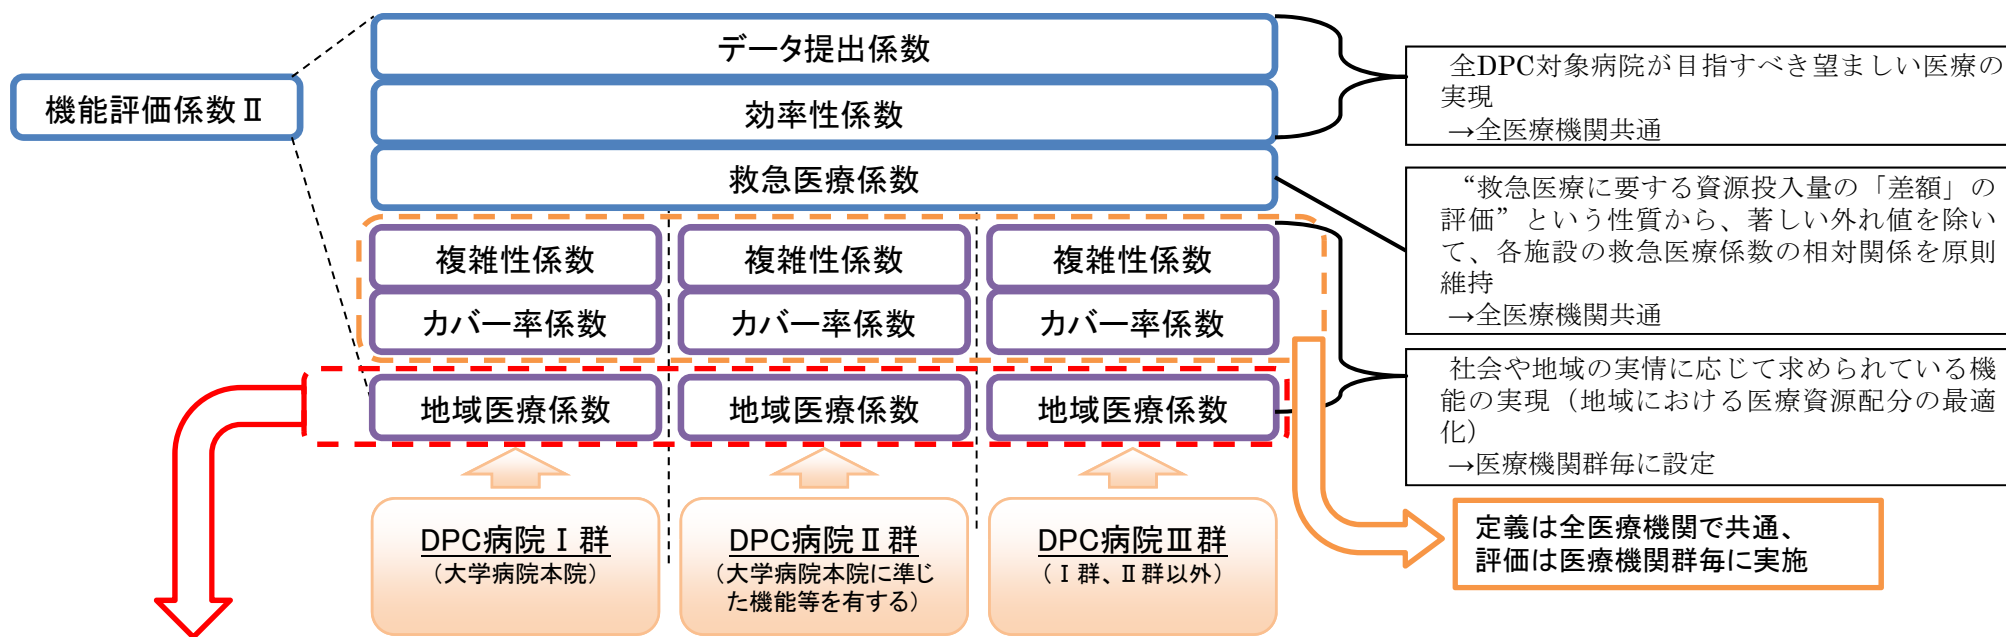 機能評価係数Ⅱ
データ提出係数
効率性係数
救急医療係数
複雑性係数
複雑性係数
複雑性係数
カバー率係数
カバー率係数
カバー率係数
地域医療係数
地域医療係数
地域医療係数
DPC病院Ⅰ群
（大学病院本院）
DPC病院Ⅱ群
（大学病院本院に準じ
た機能等を有する）
DPC病院Ⅲ群
（Ⅰ群、Ⅱ群以外）
全DPC対象病院が目指すべき望ましい医療の
実現
→全医療機関共通
“救急医療に要する資源投入量の「差額」の
評価”という性質から、著しい外れ値を除い
て、各施設の救急医療係数の相対関係を原則
維持
→全医療機関共通
社会や地域の実情に応じて求められている機
能の実現（地域における医療資源配分の最適
化）
→医療機関群毎に設定
定義は全医療機関で共通、
評価は医療機関群毎に実施